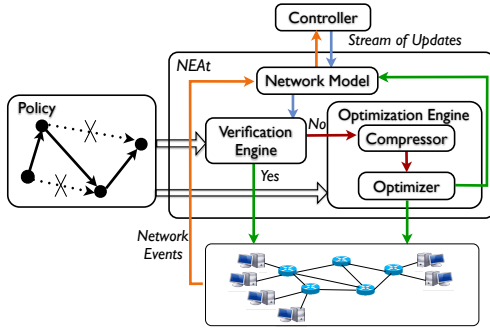 Controller
Stream of Updates
NEAt
Network Model
Policy
Optimization Engine
No
Verification
Engine
Compressor
Yes
Optimizer
Network
Events